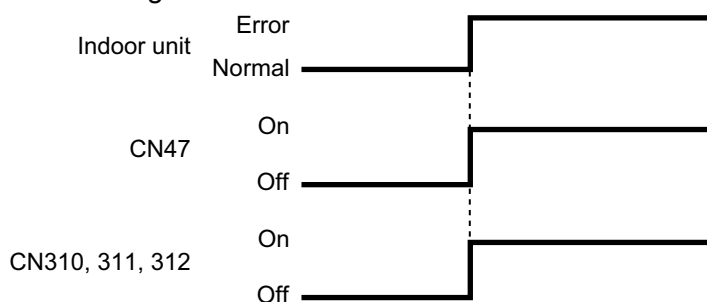 Error
Indoor unit
Normal
On
CN47
Off
On
CN310, 311, 312
Off